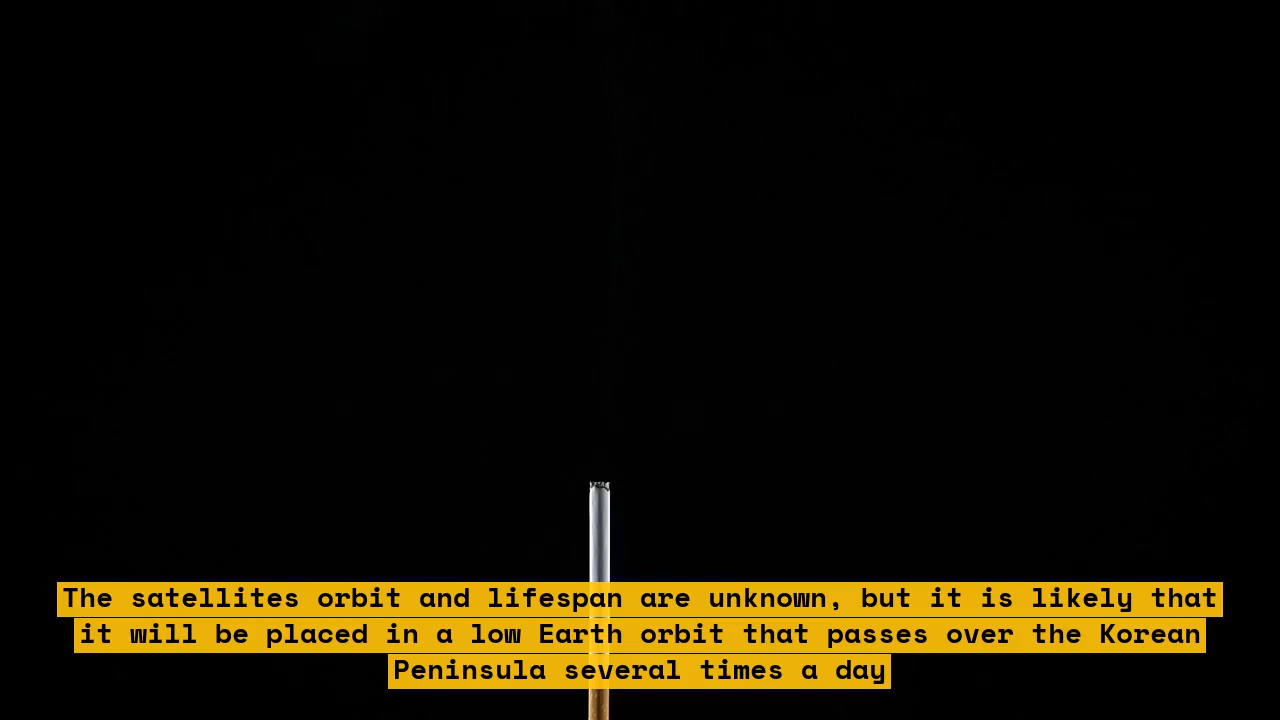 The satellites orbit and lifespan are unknown, but it is likely that
it will be placed in a low Earth orbit that passes over the Korean
Peninsula several times a day